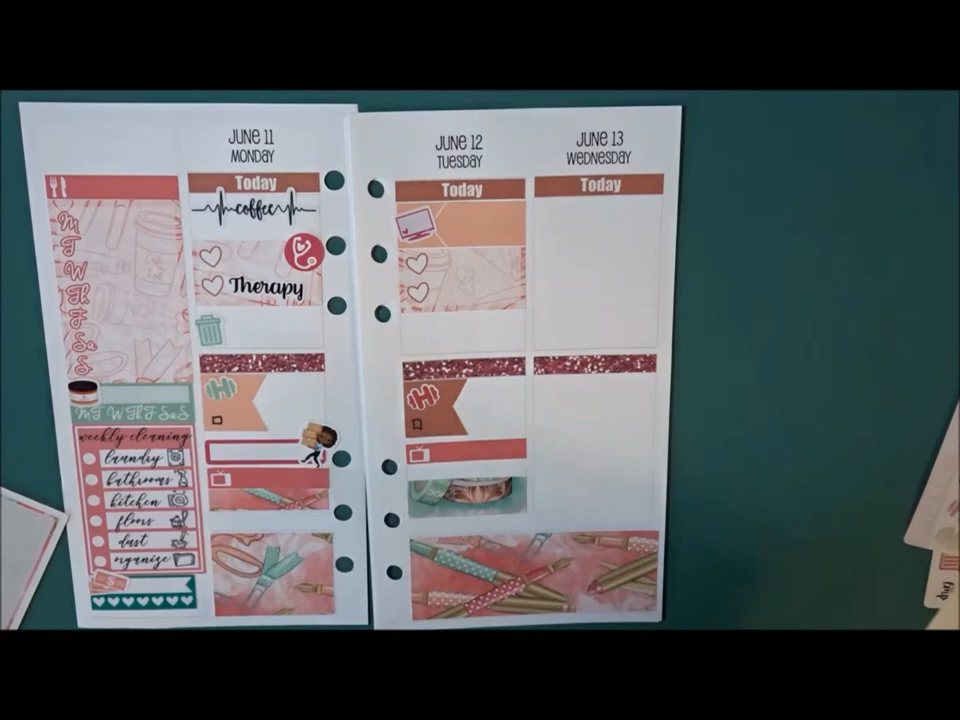 M
T
W
Th
F
Sa
S
M T W Th F Sa S
weekly cleaning
laundry
bathrooms
kitchen
floors
dust
organize
JUNE 11
MONDAY
Today
coffee
Therapy
JUNE 12
TUESDAY
Today
JUNE 13
WEDNESDAY
Today